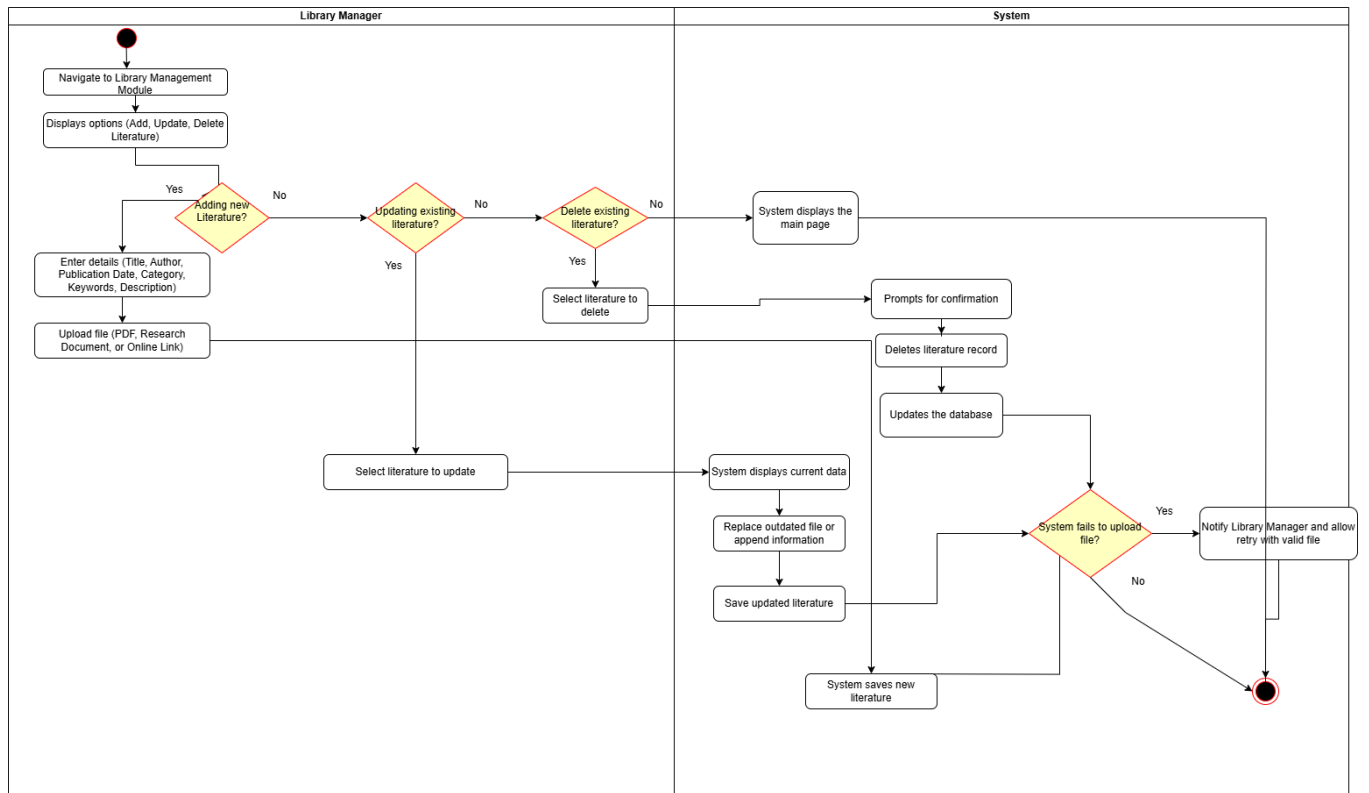 Library Manager
System
Navigate to Library Management
Module
Displays options (Add, Update, Delete
Literature)
Yes
Adding new
Literature?
No
Updating existing
literature?
No
Delete existing
literature?
No
System displays the
main page
Yes
Yes
Enter details (Title, Author,
Publication Date, Category,
Keywords, Description)
Select literature to
delete
Prompts for confirmation
Upload file (PDF, Research
Document, or Online Link)
Deletes literature record
Updates the database
Select literature to update
System displays current data
Replace outdated file or
append information
System fails to upload
file?
Yes
Notify Library Manager and allow
retry with valid file
No
Save updated literature
System saves new
literature